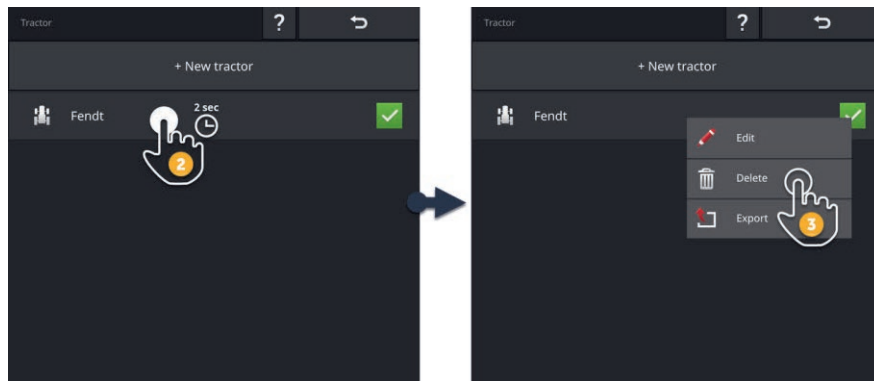 Tractor
?
+ New tractor
Fendt
2 sec
2
Tractor
?
+ New tractor
Fendt
Edit
Delete
Export
3